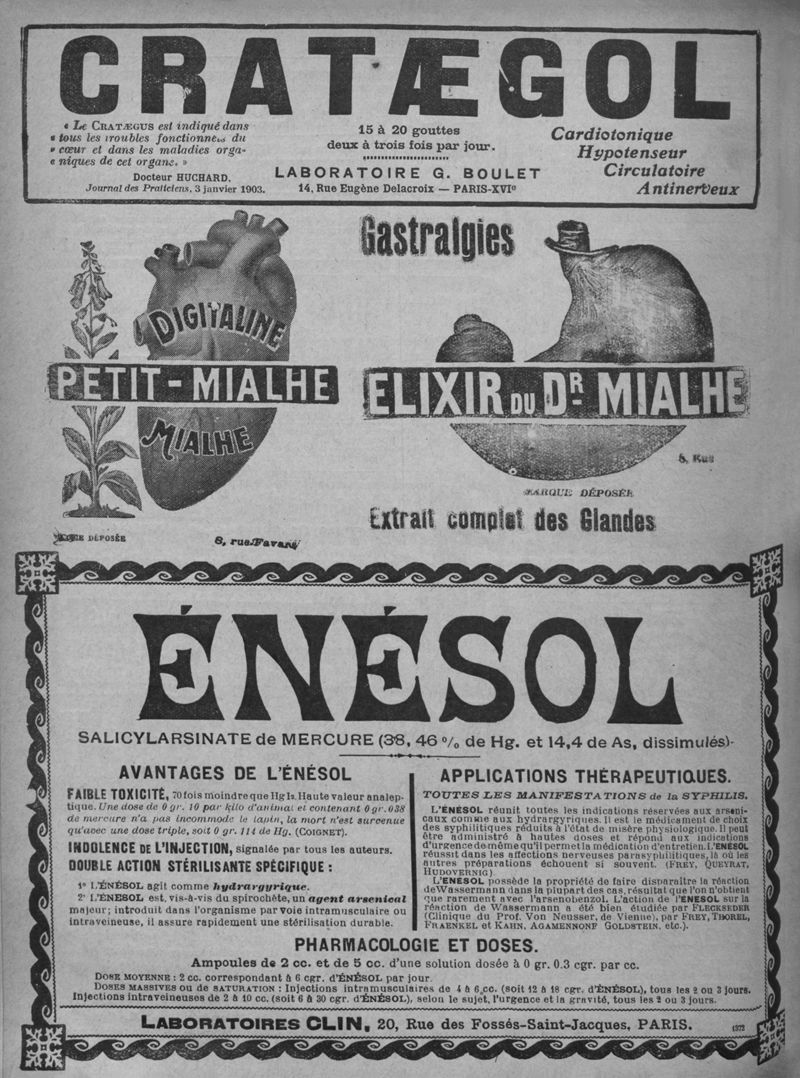 CRATÆGOL
« Le CRATÆGUS est indiqué dans
« tous les troubles fonctionnels du
« cœur et dans les maladies orga-
« niques de cet organe. »
Docteur HUCHARD.
Journal des Praticiens, 3 janvier 1903.
15 à 20 gouttes
deux à trois fois par jour.
LABORATOIRE G. BOULET
14, Rue Eugène Delacroix — PARIS-XVIe
Cardiotonique
Hypotenseur
Circulatoire
Antinerveux
DIGITALINE
PETIT-MIALHE
MIALHE
DÉPOSÉE
8, rue Favart
Gastralgies
ELIXIR DU DR MIALHE
8, Rue
MARQUE DÉPOSÉE
Extrait complet des Glandes
ÉNÉSOL
SALICYLARSINATE de MERCURE (38, 46 % de Hg. et 14,4 de As, dissimulés)
AVANTAGES DE L'ÉNÉSOL
FAIBLE TOXICITÉ, 70 fois moindre que Hg I2. Haute valeur analep-
tique. Une dose de 0 gr. 10 par kilo d'animal et contenant 0 gr. 038
de mercure n'a pas incommodé le lapin, la mort n'est survenue
qu'avec une dose triple, soit 0 gr. 114 de Hg. (COIGNET).
INDOLENCE DE L'INJECTION, signalée par tous les auteurs.
DOUBLE ACTION STÉRILISANTE SPÉCIFIQUE :
1° L'ÉNÉSOL agit comme hydrargyrique.
2° L'ÉNÉSOL est, vis-à-vis du spirochète, un agent arsenical
majeur; introduit dans l'organisme par voie intramusculaire ou
intraveineuse, il assure rapidement une stérilisation durable.
APPLICATIONS THÉRAPEUTIQUES.
TOUTES LES MANIFESTATIONS de la SYPHILIS.
L'ÉNÉSOL réunit toutes les indications réservées aux arseni-
caux comme aux hydrargyriques. Il est le médicament de choix
des syphilitiques réduits à l'état de misère physiologique. Il peut
être administré à hautes doses et répond aux indications
d'urgence de même qu'il permet la médication d'entretien. L'ÉNÉSOL
réussit dans les affections nerveuses parasyphilitiques, là où les
autres préparations échouent si souvent. (FREY, QUEYRAT,
HUDOVERNIG).
L'ÉNÉSOL possède la propriété de faire disparaître la réaction
de Wassermann dans la plupart des cas, résultat que l'on n'obtient
que rarement avec l'arsenobenzol. L'action de l'ÉNÉSOL sur la
réaction de Wassermann a été bien étudiée par FLECKSEDER
(Clinique du Prof. Von Neusser, de Vienne), par FREY, THOREL,
FRAENKEL et KAHN, AGAMENNONE GOLDSTEIN, etc.).
PHARMACOLOGIE ET DOSES.
Ampoules de 2 cc. et de 5 cc. d'une solution dosée à 0 gr. 0.3 cgr. par cc.
DOSE MOYENNE : 2 cc. correspondant à 6 cgr. d'ÉNÉSOL par jour.
DOSES MASSIVES ou de SATURATION : Injections intramusculaires de 4 à 6 cc. (soit 12 à 18 cgr. d'ÉNÉSOL), tous les 2 ou 3 jours.
Injections intraveineuses de 2 à 10 cc. (soit 6 à 30 cgr. d'ÉNÉSOL), selon le sujet, l'urgence et la gravité, tous les 2 ou 3 jours.
LABORATOIRES CLIN, 20, Rue des Fossés-Saint-Jacques, PARIS. 1373